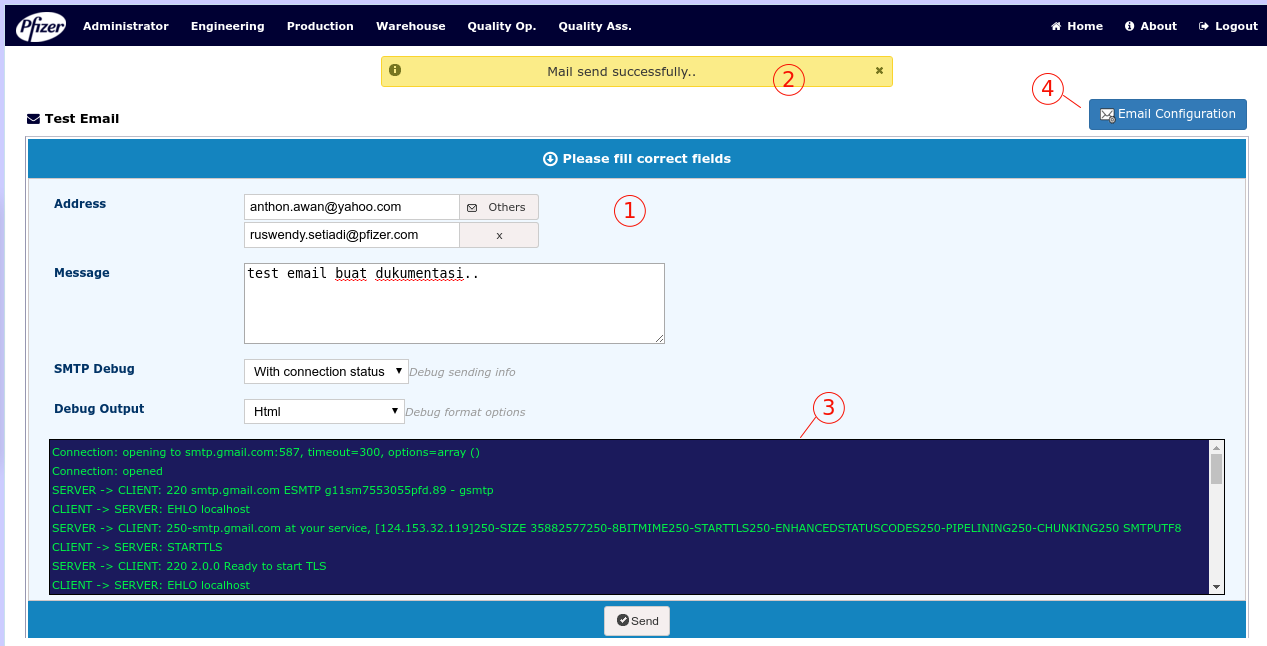 Pfizer Administrator Engineering Production Warehouse Quality Op. Quality Ass. Home About Logout
Mail send successfully.. × 2
4
Email Configuration
Test Email
Please fill correct fields
Address anthon.awan@yahoo.com Others 1
ruswendy.setiadi@pfizer.com x
Message test email buat dukumentasi..
SMTP Debug With connection status Debug sending info
Debug Output Html Debug format options
3
Connection: opening to smtp.gmail.com:587, timeout=300, options=array ()
Connection: opened
SERVER -> CLIENT: 220 smtp.gmail.com ESMTP g11sm7553055pfd.89 - gsmtp
CLIENT -> SERVER: EHLO localhost
SERVER -> CLIENT: 250-smtp.gmail.com at your service, [124.153.32.119]250-SIZE 35882577250-8BITMIME250-STARTTLS250-ENHANCEDSTATUSCODES250-PIPELINING250-CHUNKING250 SMTPUTF8
CLIENT -> SERVER: STARTTLS
SERVER -> CLIENT: 220 2.0.0 Ready to start TLS
CLIENT -> SERVER: EHLO localhost
Send